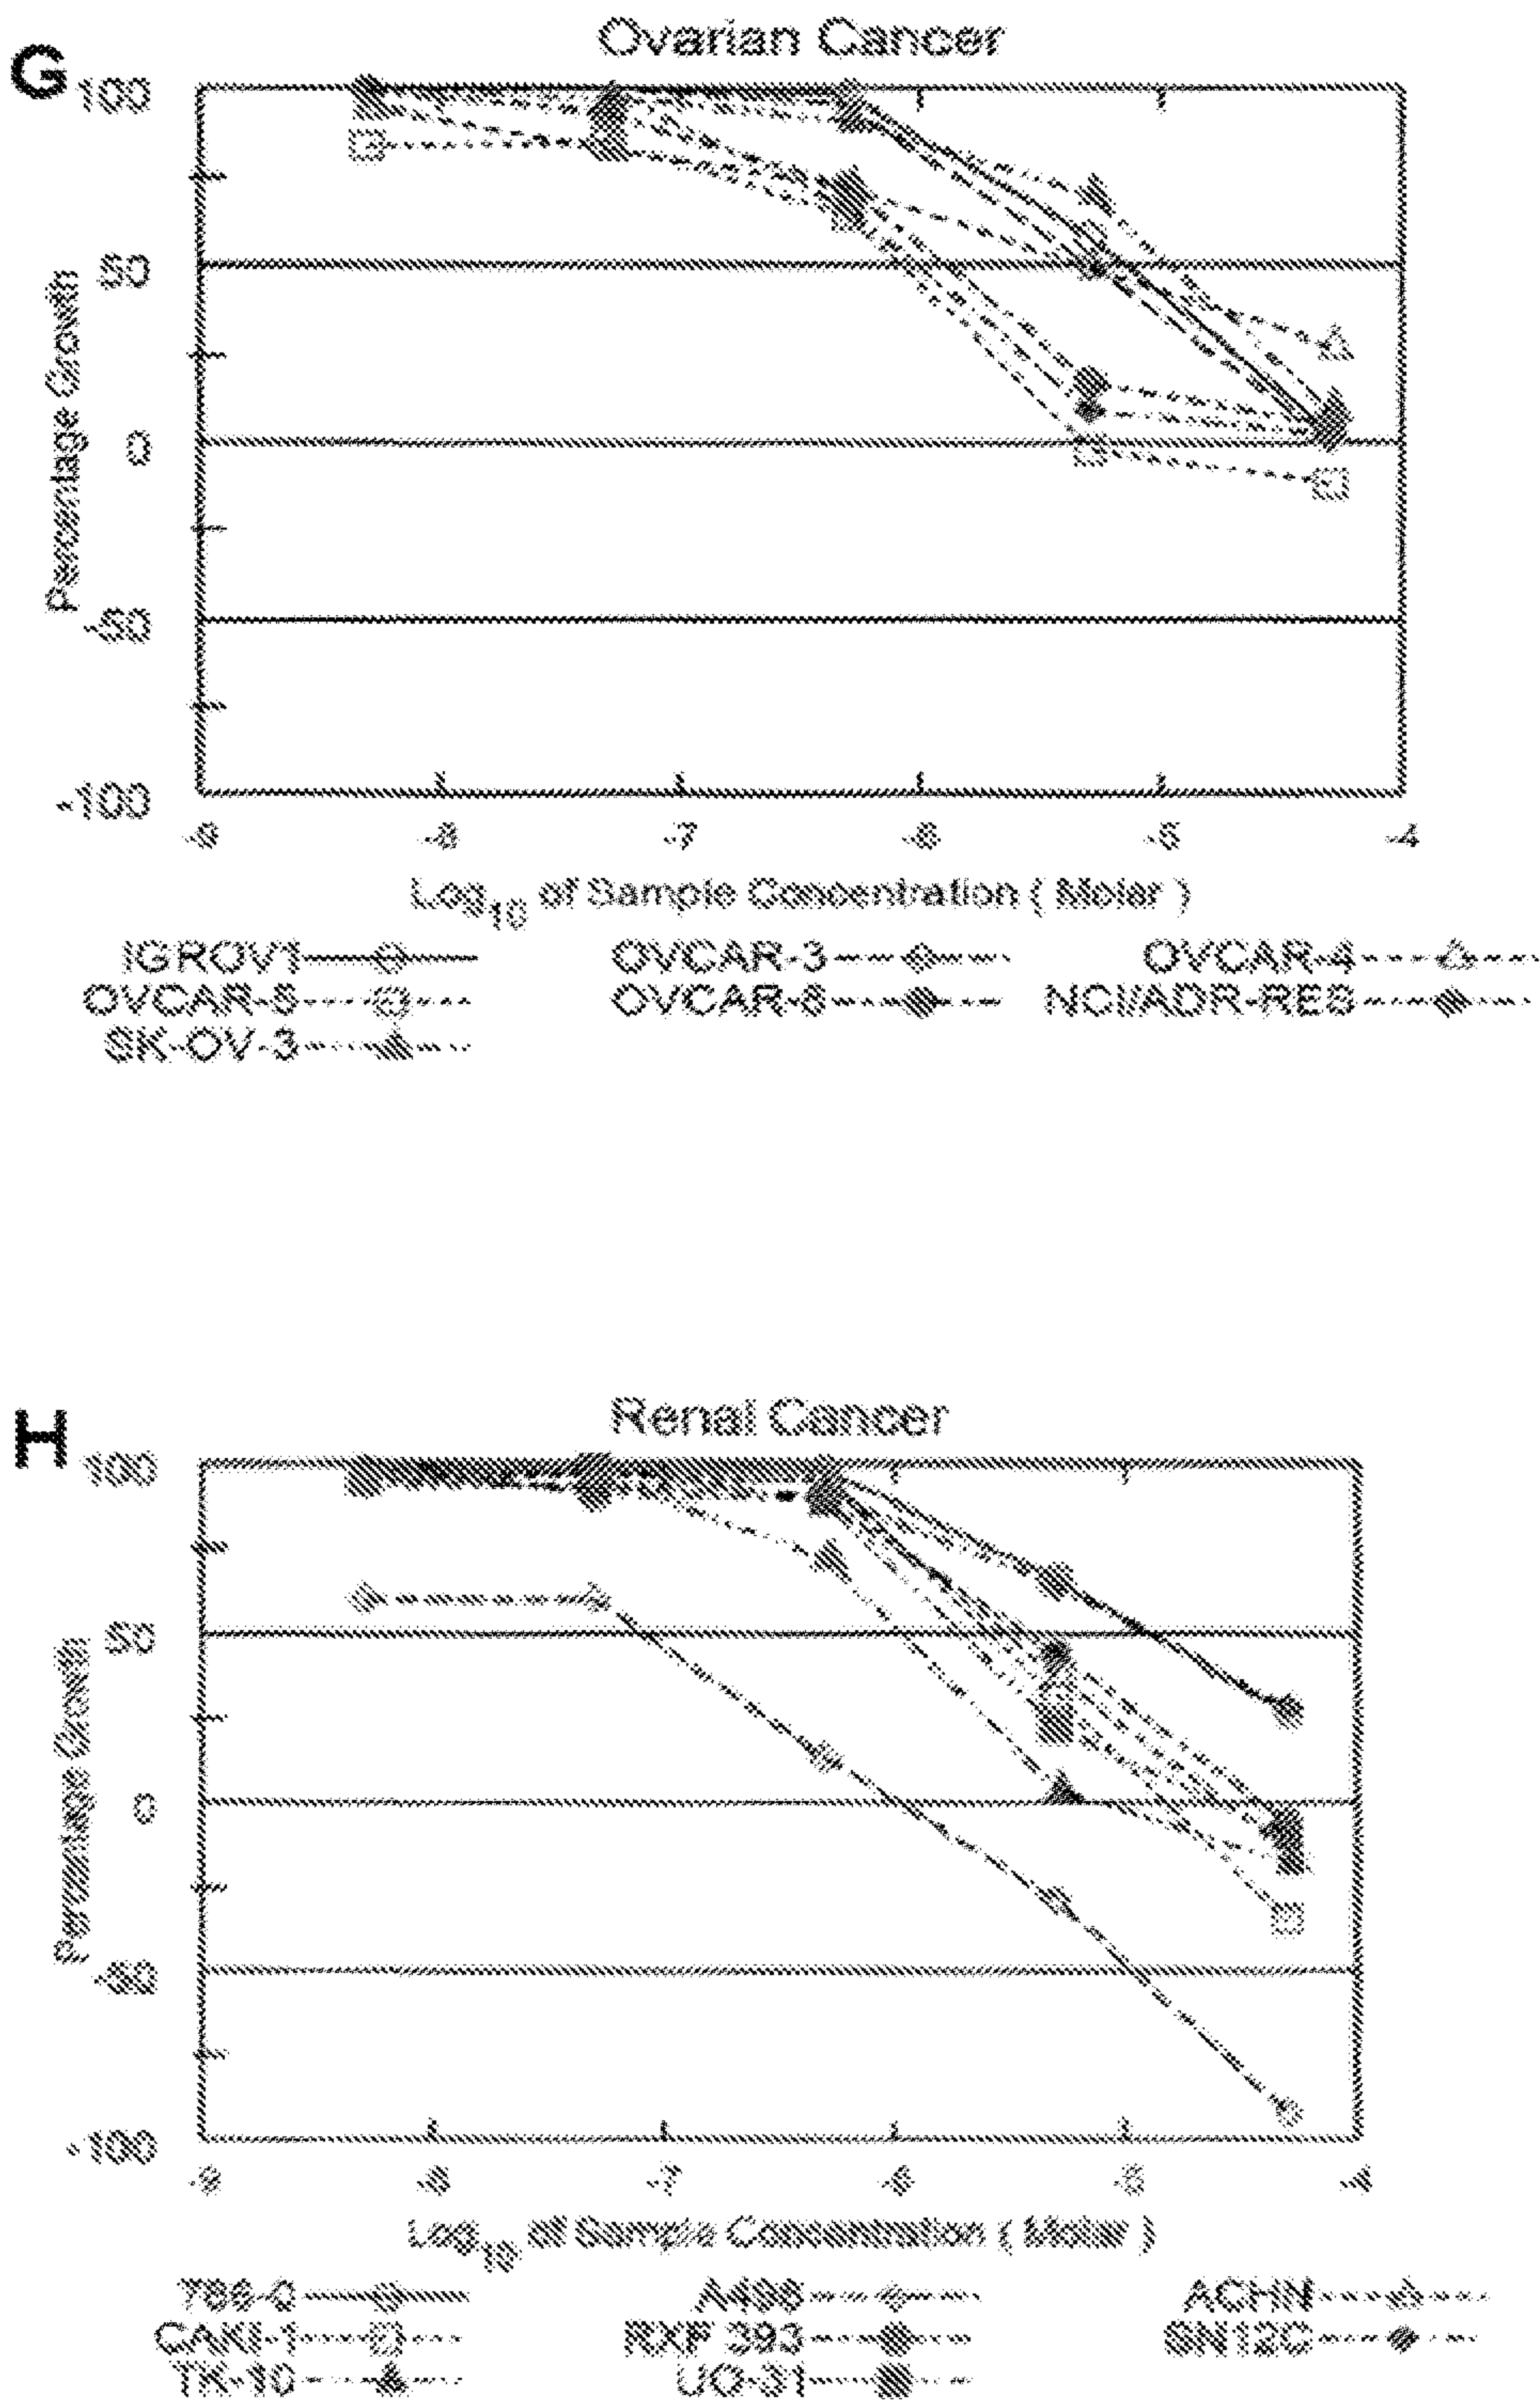 G
Ovarian Cancer
100
50
0
-50
-100
Percentage Growth
-9 -8 -7 -6 -5 -4
Log10 of Sample Concentration ( Molar )
IGROV1 OVCAR-3 OVCAR-4
OVCAR-5 OVCAR-8 NCI/ADR-RES
SK-OV-3
H
Renal Cancer
100
50
0
-50
-100
Percentage Growth
-9 -8 -7 -6 -5 -4
Log10 of Sample Concentration ( Molar )
786-0 A498 ACHN
CAKI-1 RXF 393 SN12C
TK-10 UO-31